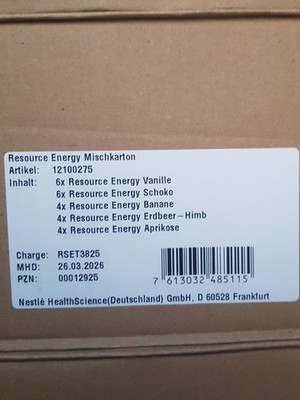 Resource Energy Mischkarton
Artikel: 12100275
Inhalt: 6x Resource Energy Vanille
6x Resource Energy Schoko
4x Resource Energy Banane
4x Resource Energy Erdbeer-Himb
4x Resource Energy Aprikose
Charge: RSET3825
MHD: 26.03.2026
PZN: 00012925
7 613032 485115
Nestlé HealthScience(Deutschland) GmbH, D 60528 Frankfurt